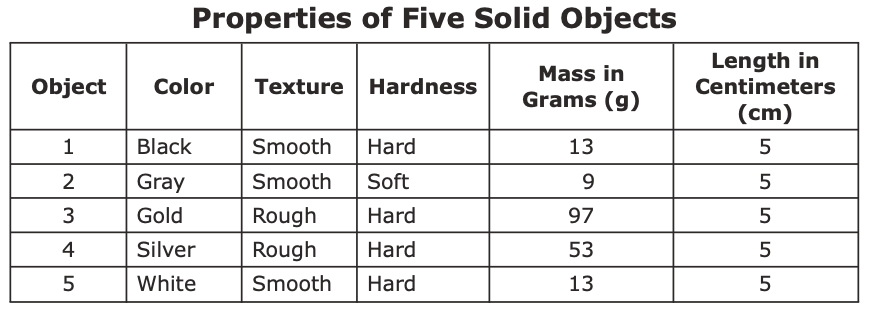 Properties of Five Solid Objects
Object Color Texture Hardness Mass in Grams (g) Length in Centimeters (cm)
1 Black Smooth Hard 13 5
2 Gray Smooth Soft 9 5
3 Gold Rough Hard 97 5
4 Silver Rough Hard 53 5
5 White Smooth Hard 13 5